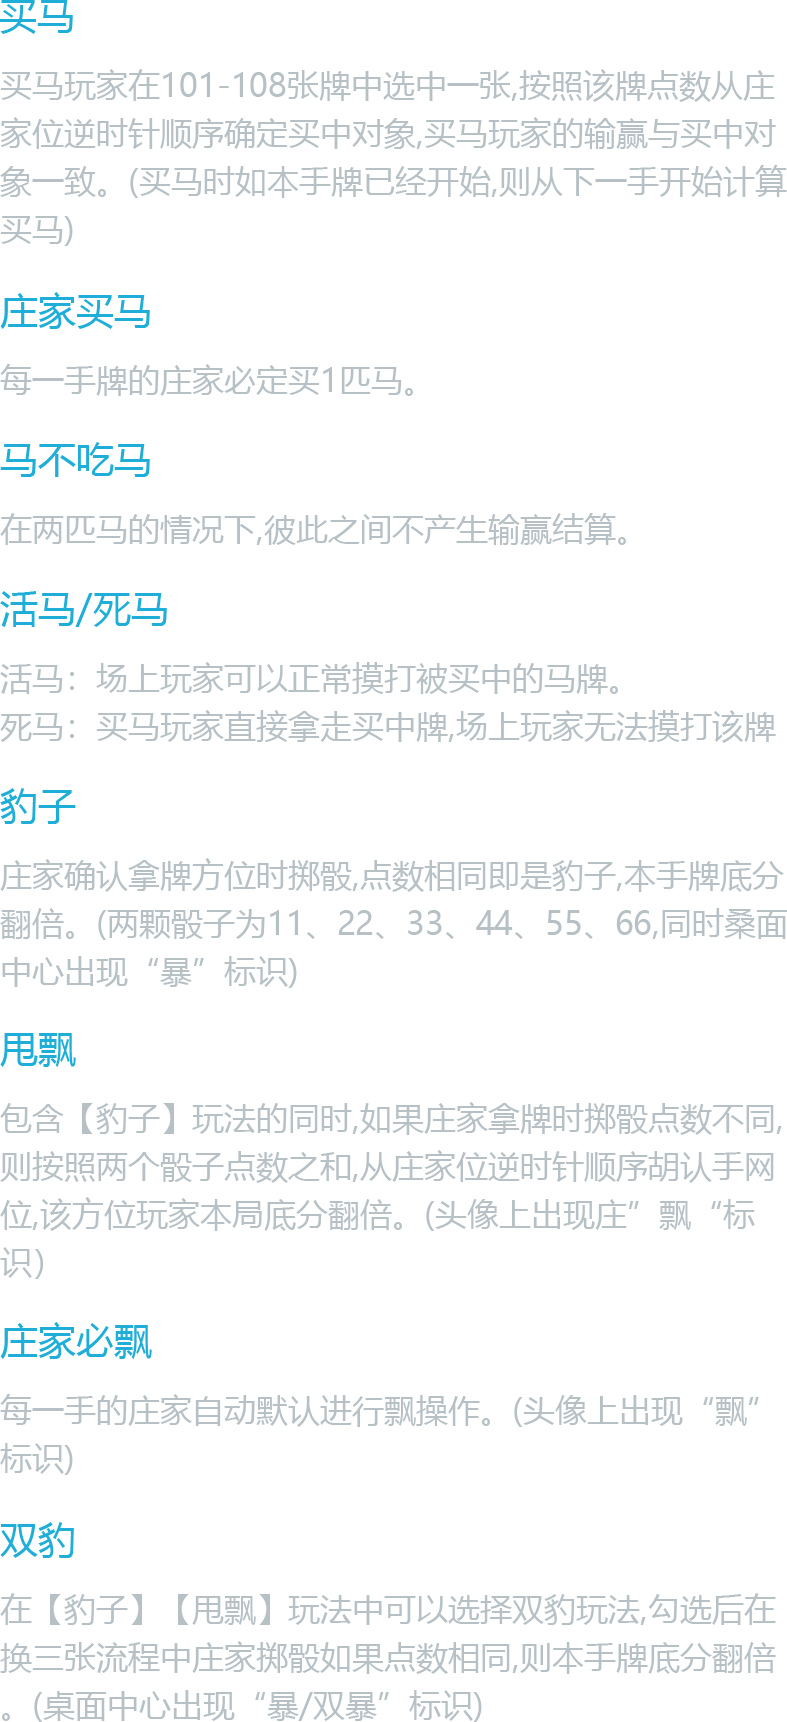 买马
买马玩家在101-108张牌中选中一张,按照该牌点数从庄
家位逆时针顺序确定买中对象,买马玩家的输赢与买中对
象一致。(买马时如本手牌已经开始,则从下一手开始计算
买马)
庄家买马
每一手牌的庄家必定买1匹马。
马不吃马
在两匹马的情况下,彼此之间不产生输赢结算。
活马/死马
活马：场上玩家可以正常摸打被买中的马牌。
死马：买马玩家直接拿走买中牌,场上玩家无法摸打该牌
豹子
庄家确认拿牌方位时掷骰,点数相同即是豹子,本手牌底分
翻倍。(两颗骰子为11、22、33、44、55、66,同时桑面
中心出现“暴”标识)
甩飘
包含【豹子】玩法的同时,如果庄家拿牌时掷骰点数不同,
则按照两个骰子点数之和,从庄家位逆时针顺序胡认手网
位,该方位玩家本局底分翻倍。(头像上出现庄”飘“标
识)
庄家必飘
每一手的庄家自动默认进行飘操作。(头像上出现“飘”
标识)
双豹
在【豹子】【甩飘】玩法中可以选择双豹玩法,勾选后在
换三张流程中庄家掷骰如果点数相同,则本手牌底分翻倍
。(桌面中心出现“暴/双暴”标识)